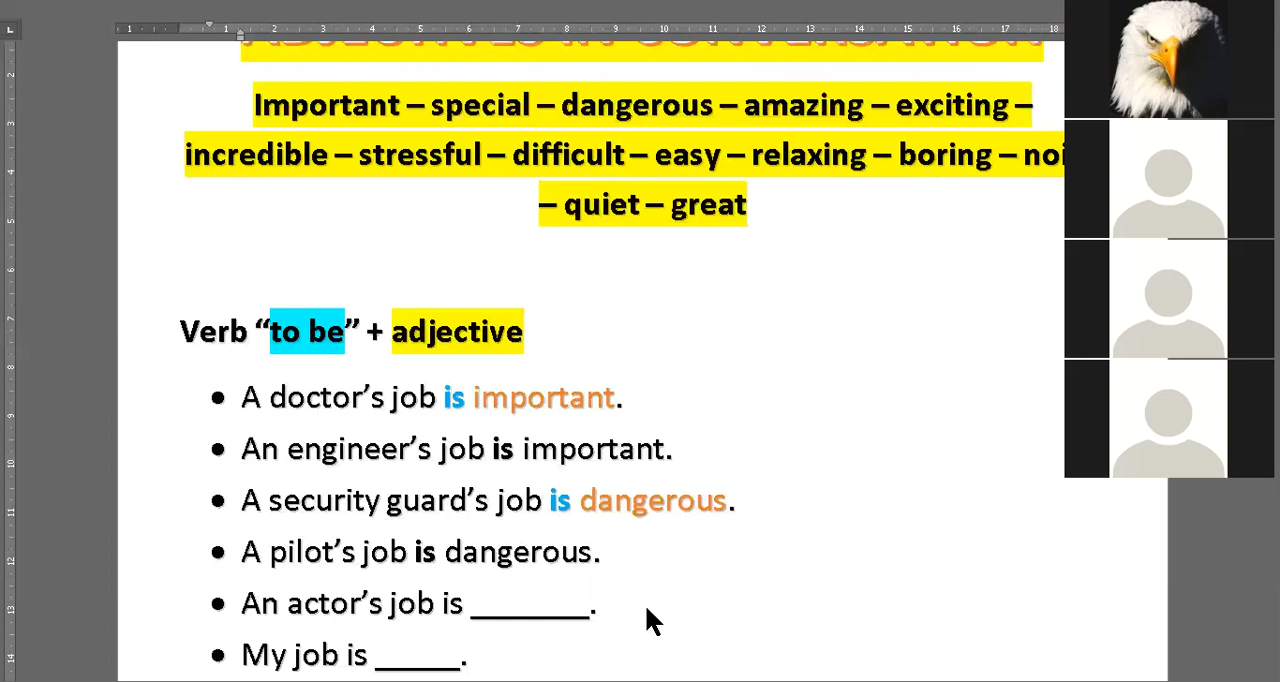 Important – special – dangerous – amazing – exciting –
incredible – stressful – difficult – easy – relaxing – boring –
– quiet – great
Verb “to be” + adjective
• A doctor’s job is important.
• An engineer’s job is important.
• A security guard’s job is dangerous.
• A pilot’s job is dangerous.
• An actor’s job is _______.
• My job is _____.